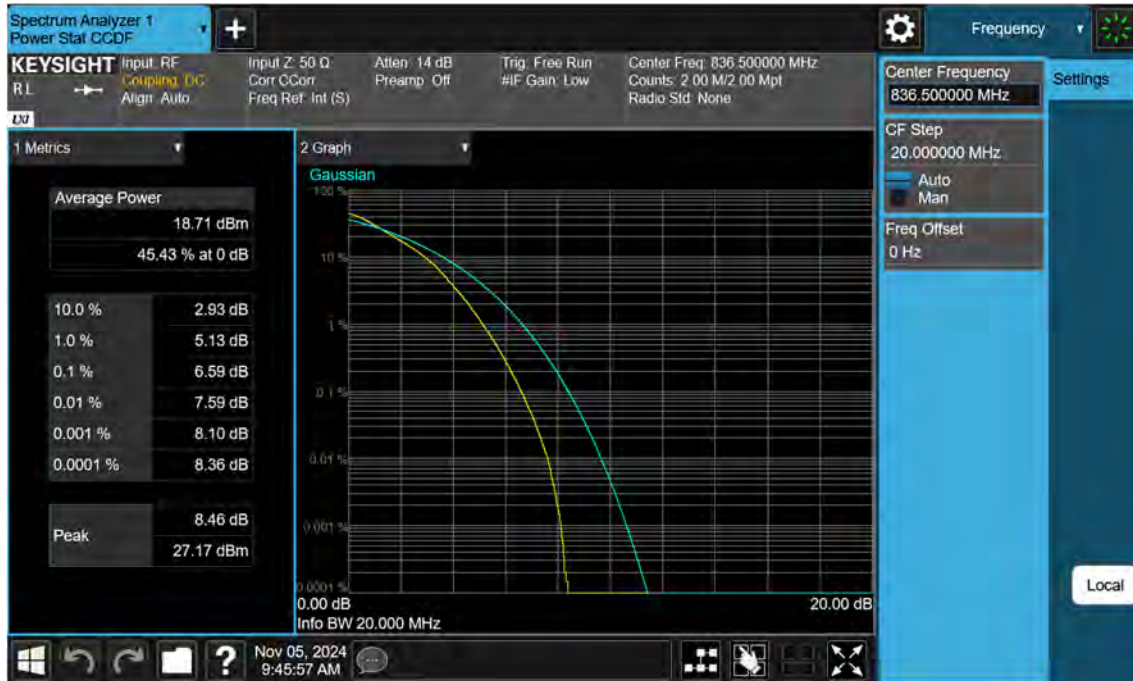 Spectrum Analyzer 1
Power Stat CCDF
Frequency
KEYSIGHT
RL
LXI
Input: RF
Coupling: DC
Align: Auto
Input Z: 50 Ω
Corr CCorr
Freq Ref: Int (S)
Atten: 14 dB
Preamp: Off
Trig: Free Run
#IF Gain: Low
Center Freq: 836.500000 MHz
Counts: 2.00 M/2.00 Mpt
Radio Std: None
Center Frequency
836.500000 MHz
Settings
CF Step
20.000000 MHz
Auto
Man
Freq Offset
0 Hz
Local
1 Metrics
Average Power
18.71 dBm
45.43 % at 0 dB
10.0 % 2.93 dB
1.0 % 5.13 dB
0.1 % 6.59 dB
0.01 % 7.59 dB
0.001 % 8.10 dB
0.0001 % 8.36 dB
Peak
8.46 dB
27.17 dBm
2 Graph
Gaussian
100 %
10 %
1 %
0.1 %
0.01 %
0.001 %
0.0001 %
0.00 dB 20.00 dB
Info BW 20.000 MHz
?
Nov 05, 2024
9:45:57 AM